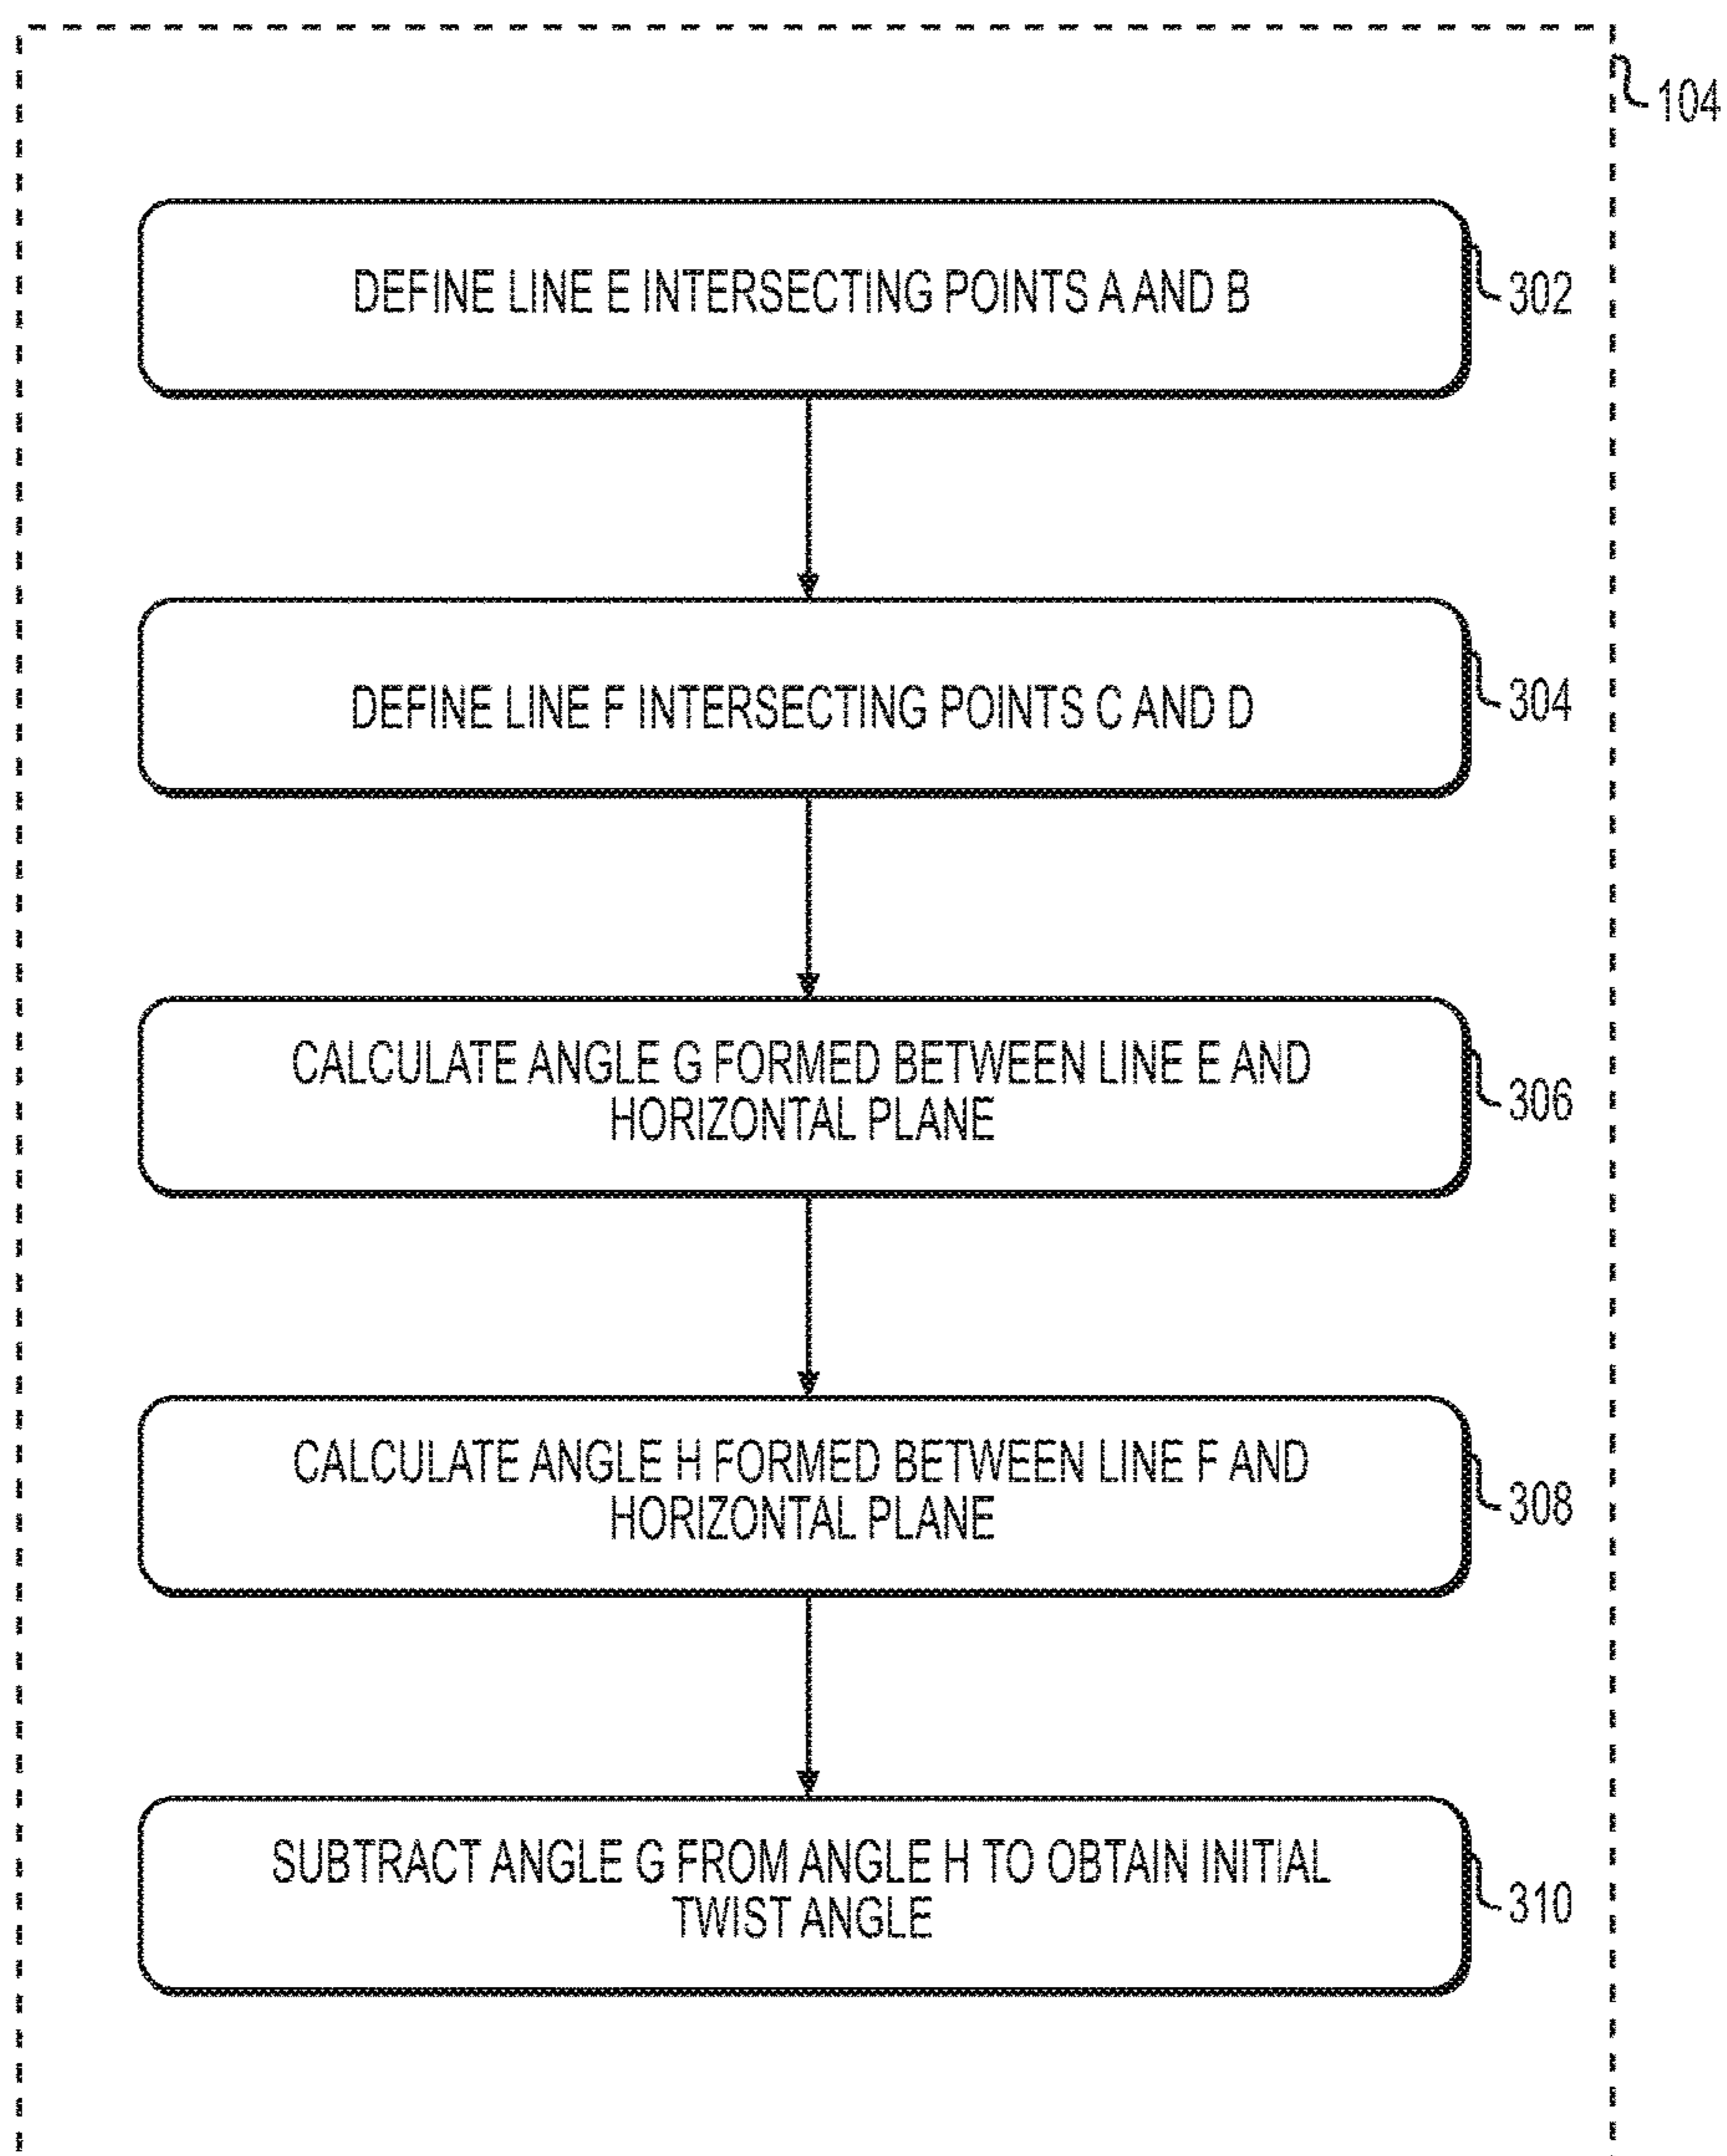 104
DEFINE LINE E INTERSECTING POINTS A AND B
302
DEFINE LINE F INTERSECTING POINTS C AND D
304
CALCULATE ANGLE G FORMED BETWEEN LINE E AND
HORIZONTAL PLANE
306
CALCULATE ANGLE H FORMED BETWEEN LINE F AND
HORIZONTAL PLANE
308
SUBTRACT ANGLE G FROM ANGLE H TO OBTAIN INITIAL
TWIST ANGLE
310